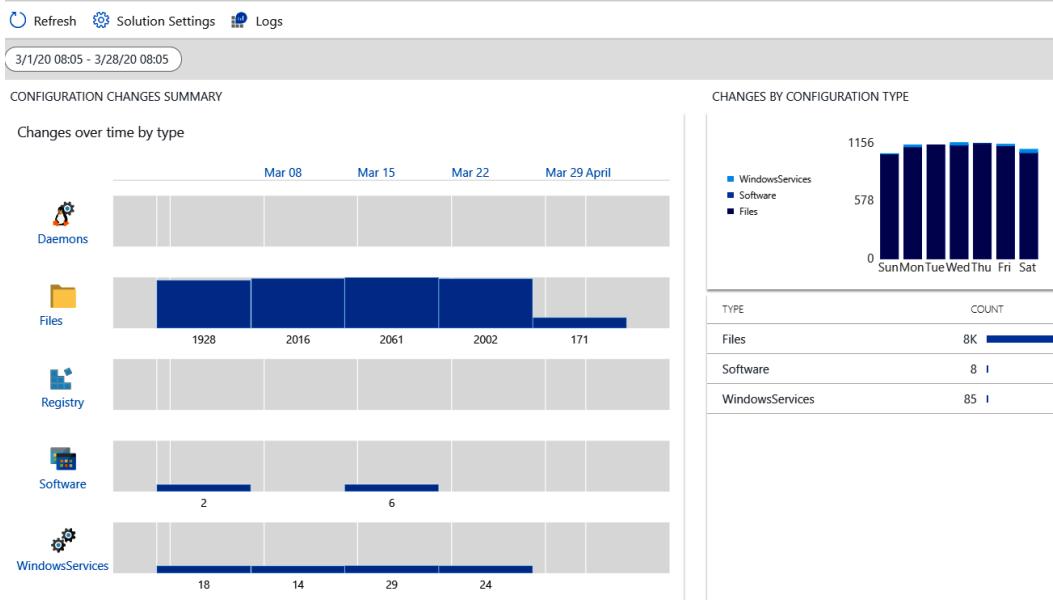 Refresh Solution Settings Logs
3/1/20 08:05 - 3/28/20 08:05
CONFIGURATION CHANGES SUMMARY
Changes over time by type
Mar 08 Mar 15 Mar 22 Mar 29 April
Daemons
Files
1928 2016 2061 2002 171
Registry
Software
2 6
WindowsServices
18 14 29 24
CHANGES BY CONFIGURATION TYPE
1156
578
0
WindowsServices
Software
Files
Sun Mon Tue Wed Thu Fri Sat
TYPE COUNT
Files 8K
Software 8
WindowsServices 85